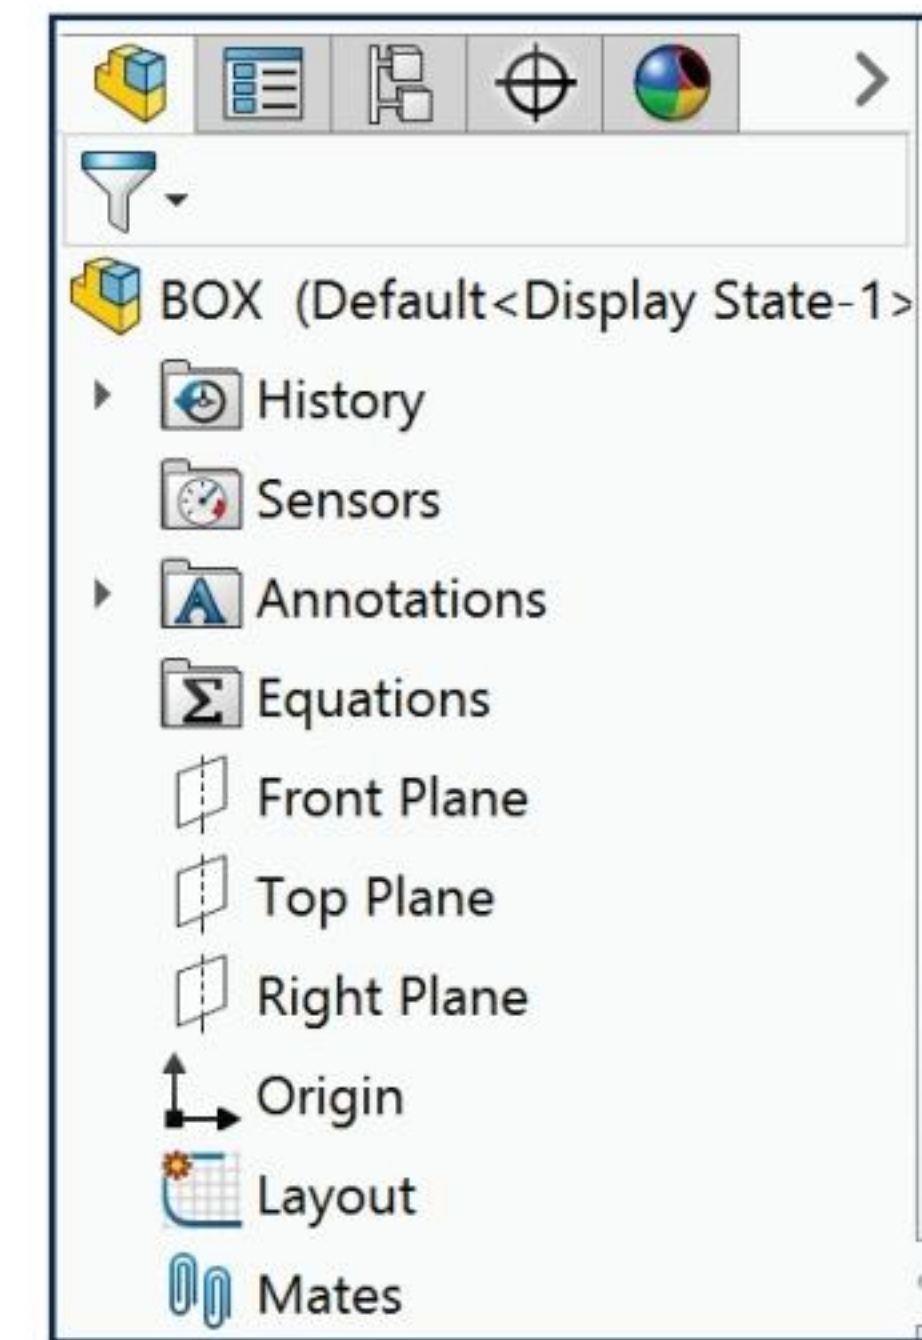 BOX (Default<Display State-1>
History
Sensors
Annotations
Equations
Front Plane
Top Plane
Right Plane
Origin
Layout
Mates